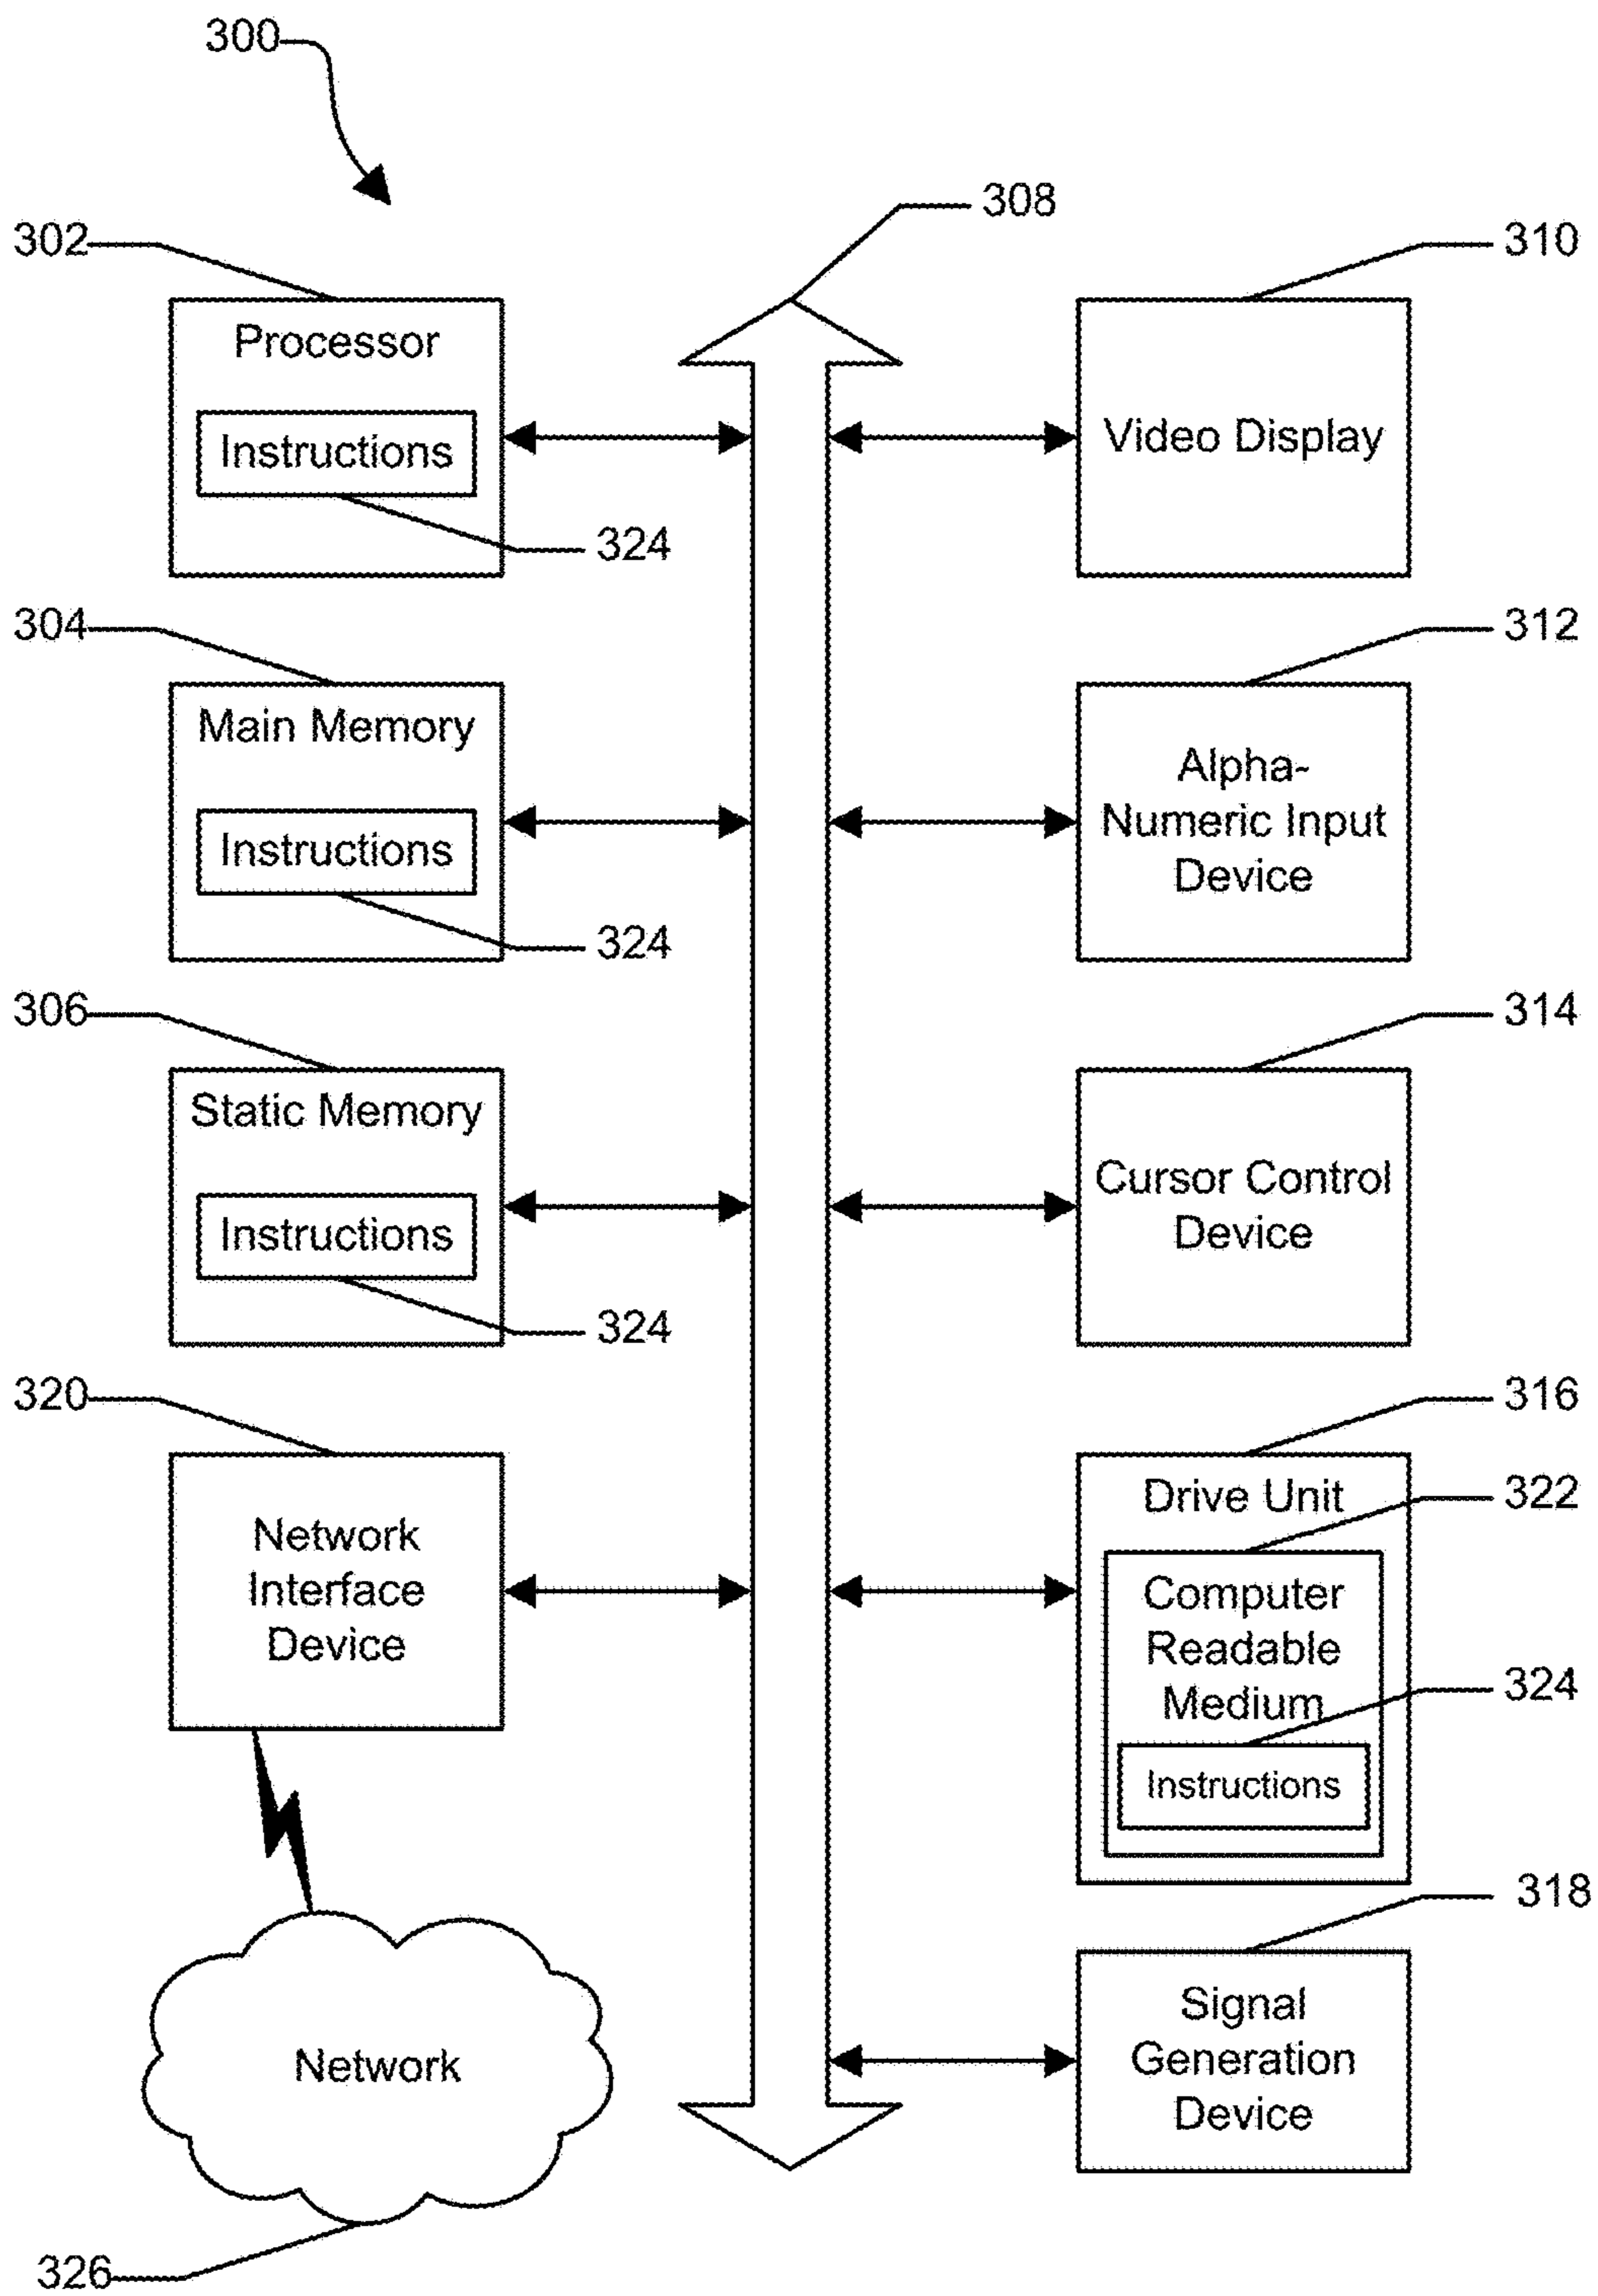 300
308
302
310
Processor
Instructions
324
Video Display
304
312
Main Memory
Instructions
324
Alpha-
Numeric Input
Device
306
314
Static Memory
Instructions
324
Cursor Control
Device
320
316
Network
Interface
Device
Drive Unit
322
Computer
Readable
Medium
324
Instructions
318
Signal
Generation
Device
Network
326